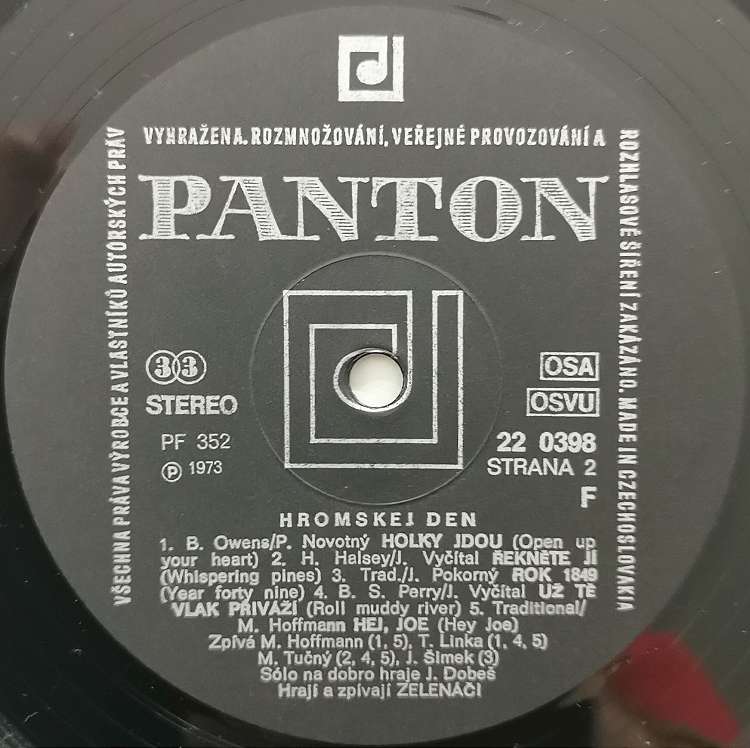 VYHRAŽENA. ROZMNOŽOVÁNÍ, VEŘEJNÉ PROVOZOVÁNÍ A
ROZHLASOVÉ ŠÍŘENÍ ZAKÁZÁNO. MADE IN CZECHOSLOVAKIA
VŠECHNA PRÁVA VÝROBCE A VLASTNÍKŮ AUTORSKÝCH PRÁV
PANTON
33
STEREO
PF 352
Ⓟ 1973
OSA
OSVU
22 0398
STRANA 2
F
HROMSKEJ DEN
1. B. Owens/P. Novotný HOLKY JDOU (Open up
your heart) 2. H. Halsey/J. Vyčítal ŘEKNĚTE JÍ
(Whispering pines) 3. Trad./J. Pokorný ROK 1849
(Year forty nine) 4. B. S. Perry/J. Vyčítal UŽ TĚ
VLAK PŘIVÁŽÍ (Roll muddy river) 5. Traditional/
M. Hoffmann HEJ, JOE (Hey Joe)
Zpívá M. Hoffmann (1, 5), T. Linka (1, 4, 5)
M. Tučný (2, 4, 5), J. Šimek (3)
Sólo na dobro hraje J. Dobeš
Hrají a zpívají ZELENÁČI